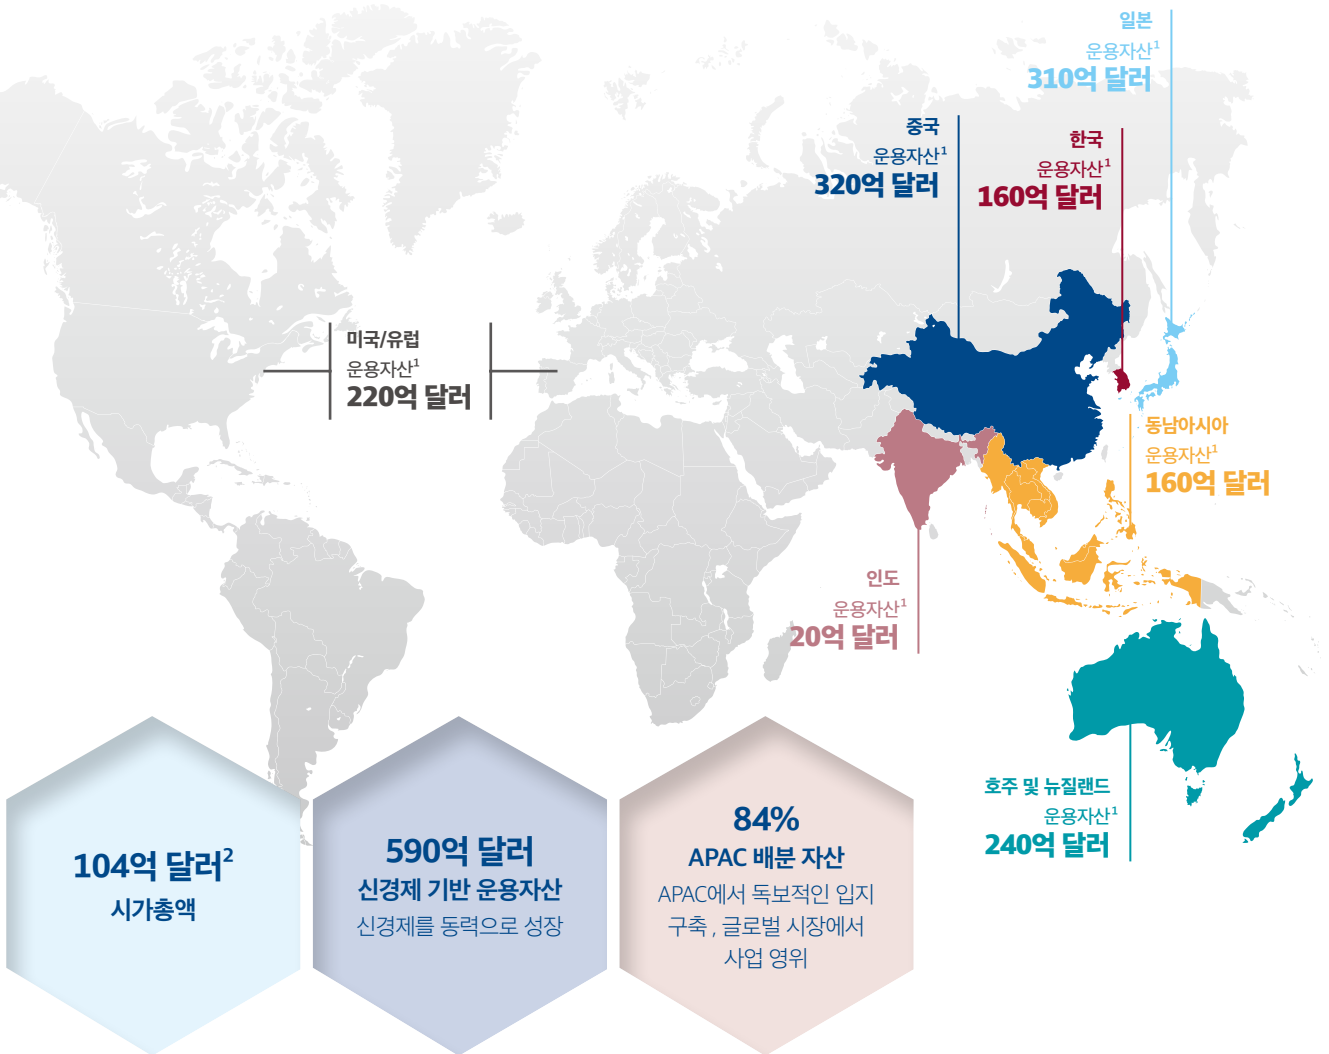 일본
운용자산¹
310억 달러
중국
운용자산¹
320억 달러
한국
운용자산¹
160억 달러
미국/유럽
운용자산¹
220억 달러
동남아시아
운용자산¹
160억 달러
인도
운용자산¹
20억 달러
호주 및 뉴질랜드
운용자산¹
240억 달러
104억 달러²
시가총액
590억 달러
신경제 기반 운용자산
신경제를 동력으로 성장
84%
APAC 배분 자산
APAC에서 독보적인 입지
구축 , 글로벌 시장에서
사업 영위